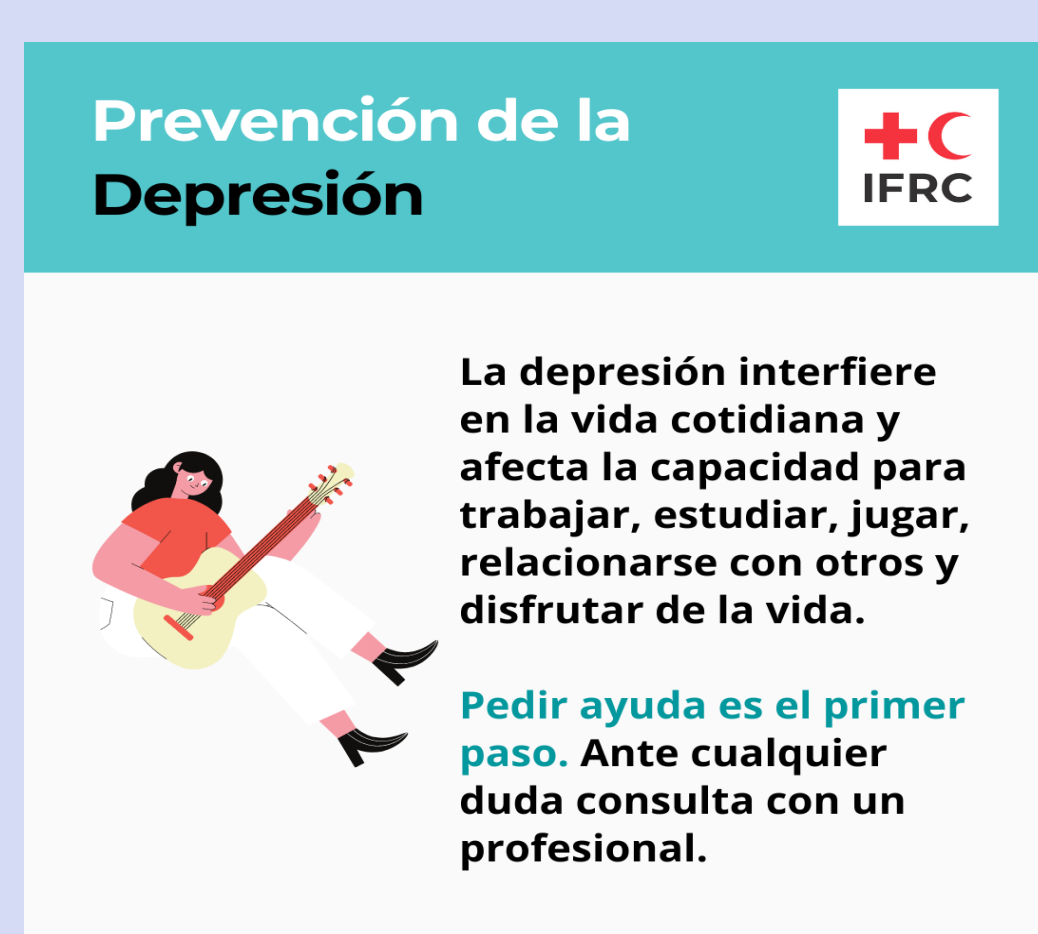 Prevención de la
Depresión
IFRC
La depresión interfiere
en la vida cotidiana y
afecta la capacidad para
trabajar, estudiar, jugar,
relacionarse con otros y
disfrutar de la vida.
Pedir ayuda es el primer
paso. Ante cualquier
duda consulta con un
profesional.